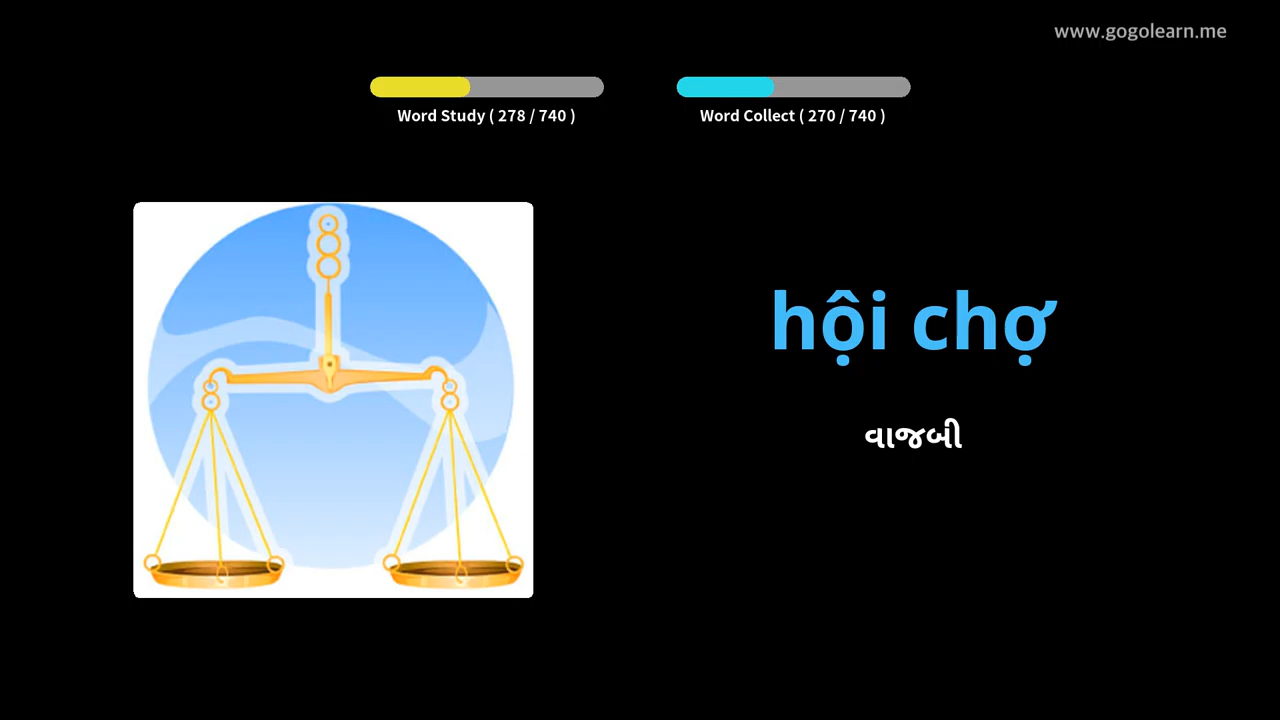 www.gogolearn.me
Word Study ( 278 / 740 )
Word Collect ( 270 / 740 )
hội chợ
વાજબી